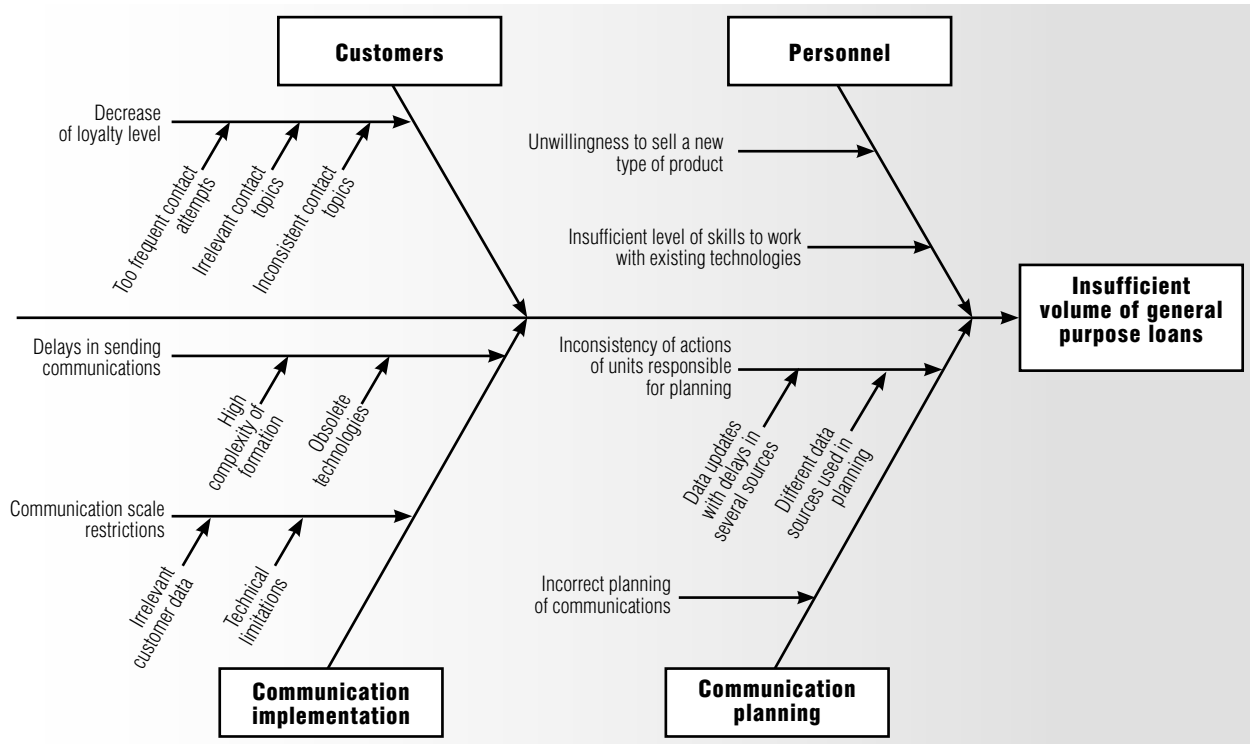 Customers
Personnel
Decrease
of loyalty level
Too frequent contact
attempts
Irrelevant contact
topics
Inconsistent contact
topics
Unwillingness to sell a new
type of product
Insufficient level of skills to work
with existing technologies
Insufficient
volume of general
purpose loans
Delays in sending
communications
High
complexity of
formation
Obsolete
technologies
Inconsistency of actions
of units responsible
for planning
Data updates
with delays in
several sources
Different data
sources used in
planning
Communication scale
restrictions
Irrelevant
customer data
Technical
limitations
Incorrect planning
of communications
Communication
implementation
Communication
planning